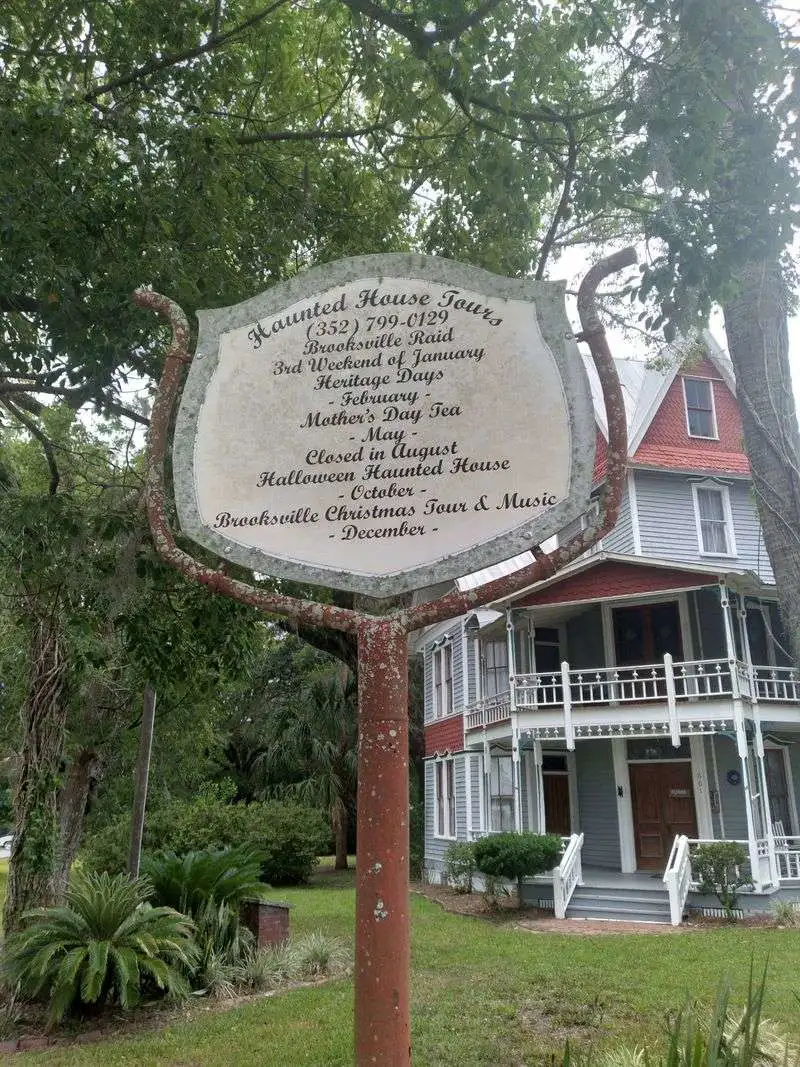 Haunted House Tours
(352) 799-0129
Brooksville Raid
3rd Weekend of January
Heritage Days
- February -
Mother's Day Tea
- May -
Closed in August
Halloween Haunted House
- October -
Brooksville Christmas Tour & Music
- December -